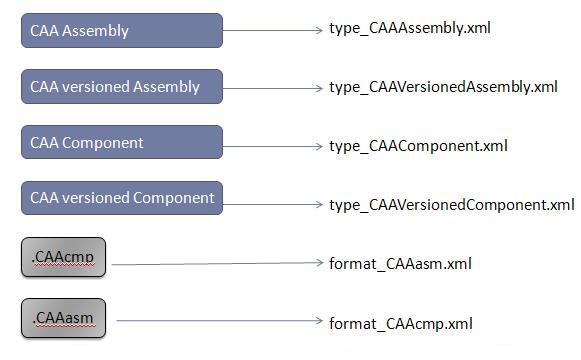 CAA Assembly type_CAAAssembly.xml
CAA versioned Assembly type_CAAVersionedAssembly.xml
CAA Component type_CAAComponent.xml
CAA versioned Component type_CAAVersionedComponent.xml
.CAAcmp format_CAAasm.xml
.CAAasm format_CAAcmp.xml